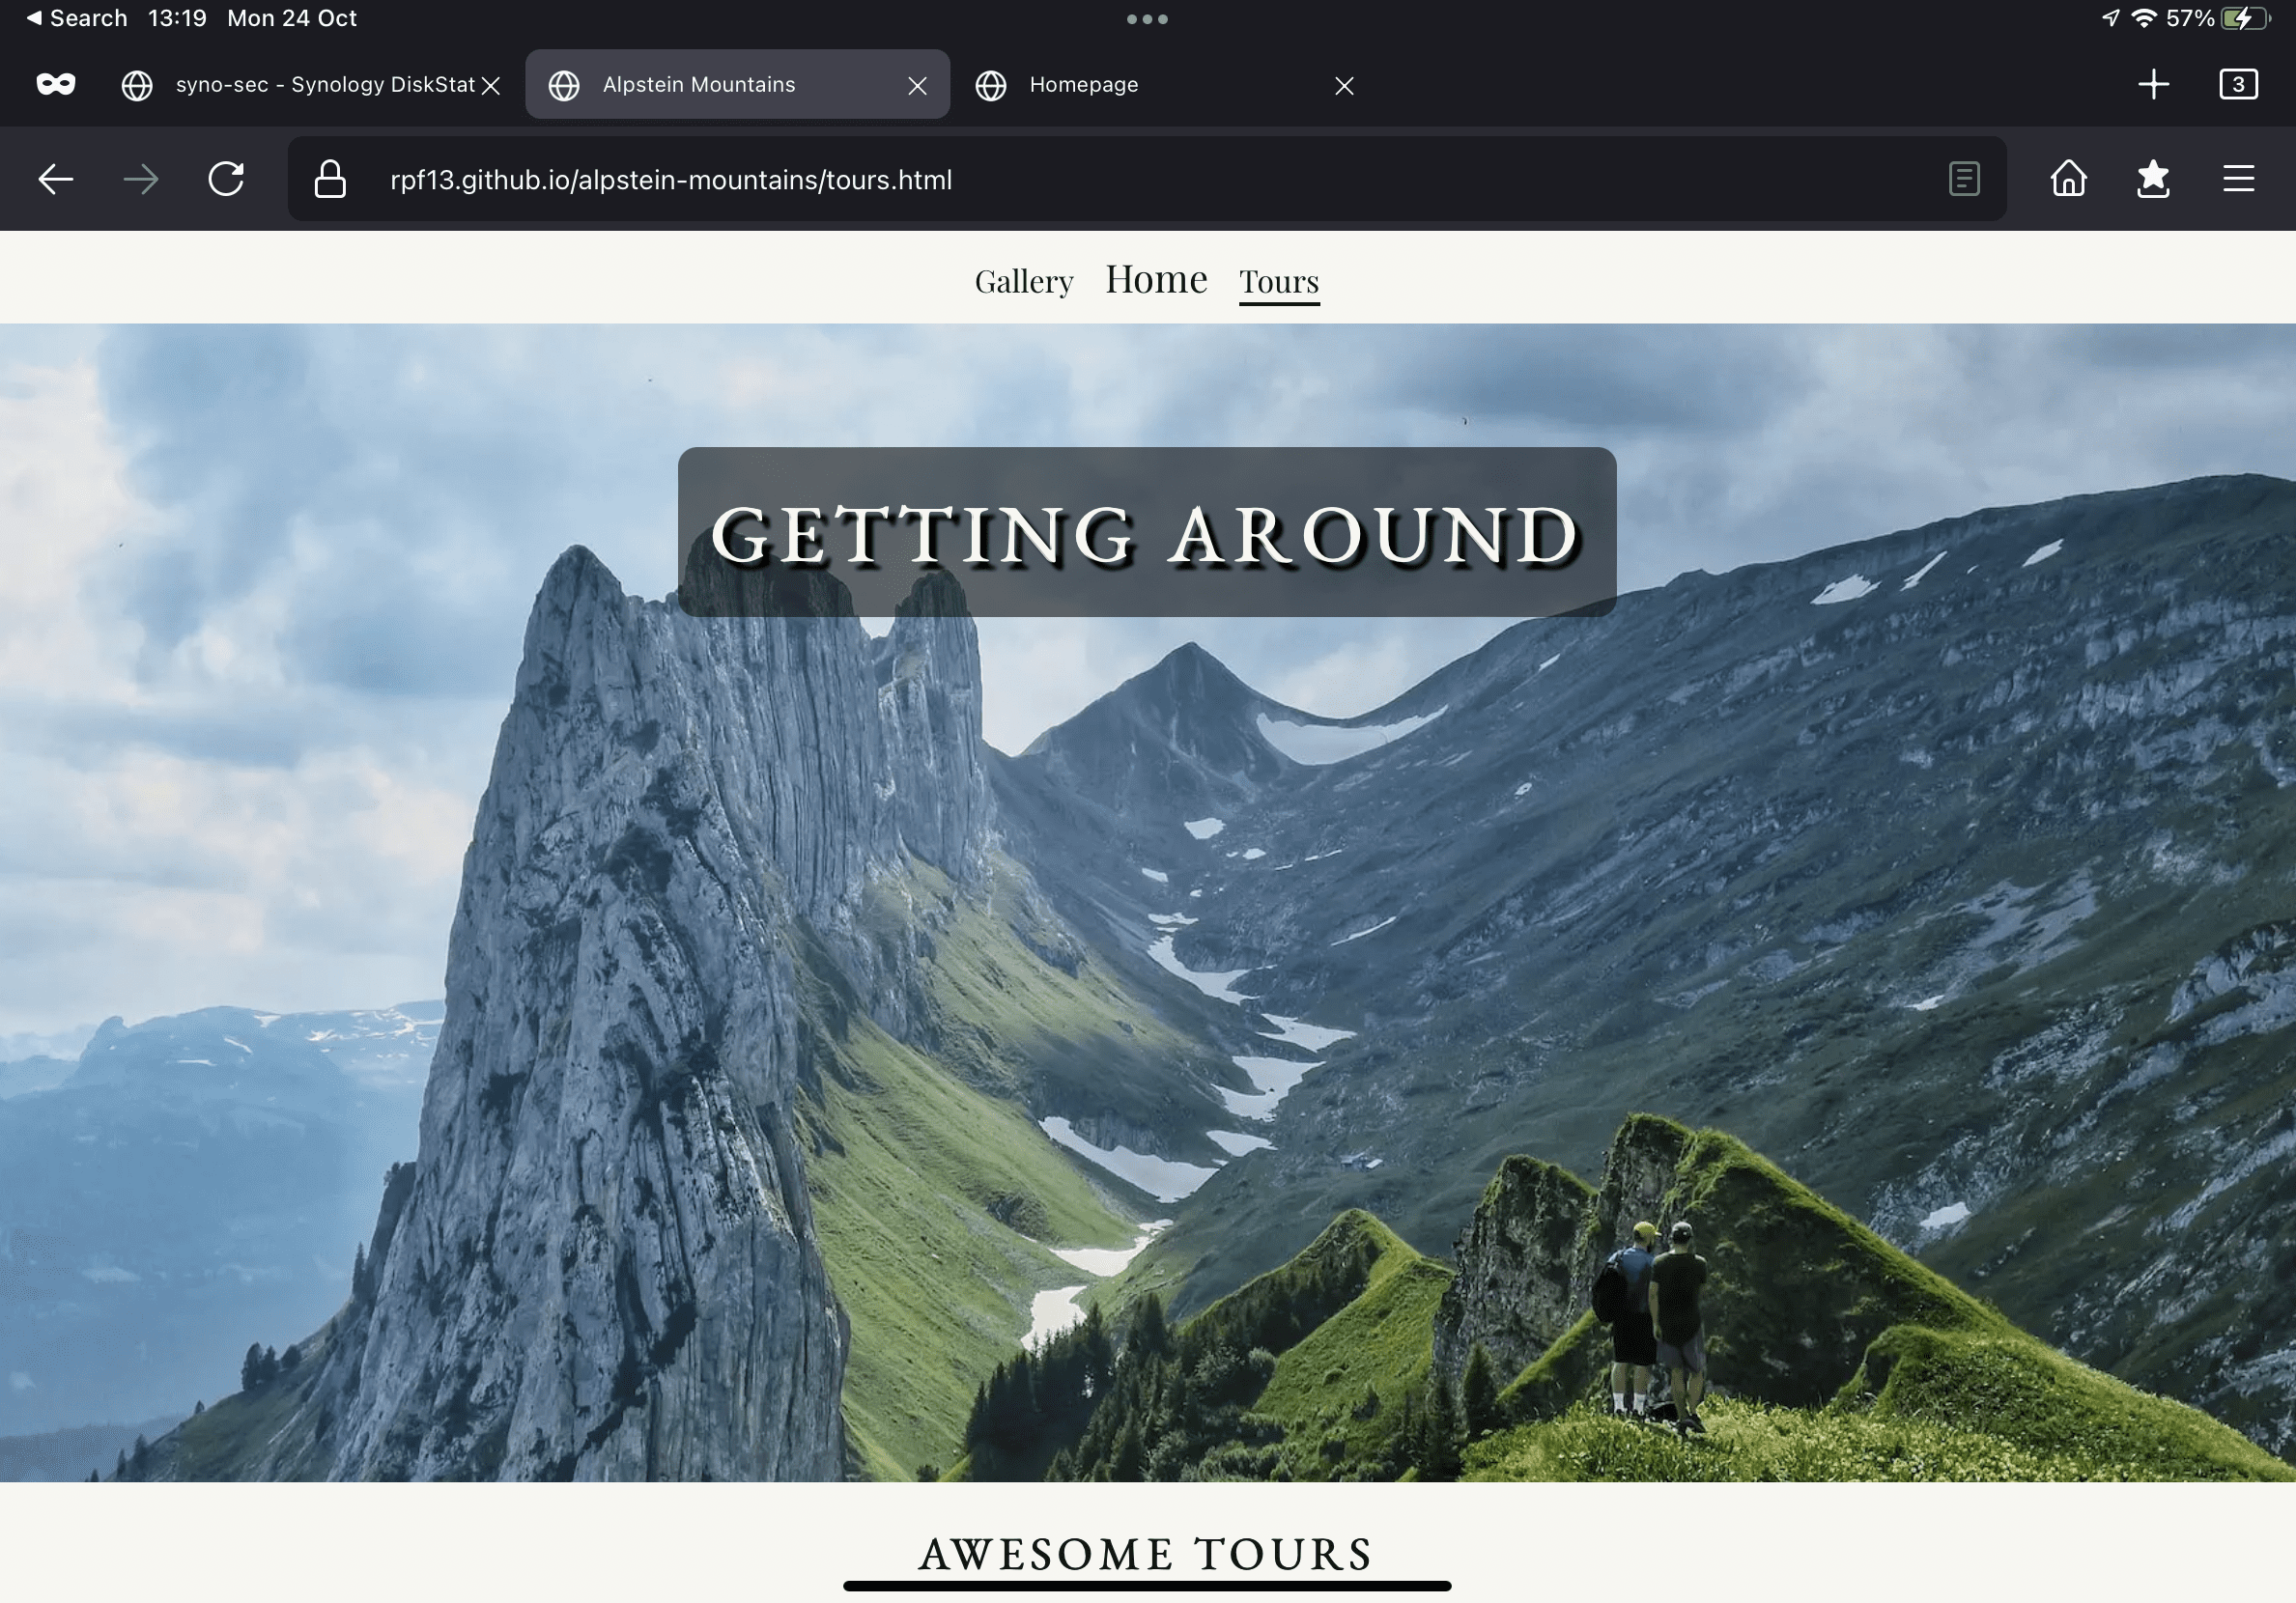 Search 13:19 Mon 24 Oct
57%
syno-sec - Synology DiskStat
Alpstein Mountains
Homepage
3
rpf13.github.io/alpstein-mountains/tours.html
Gallery Home Tours
GETTING AROUND
AWESOME TOURS